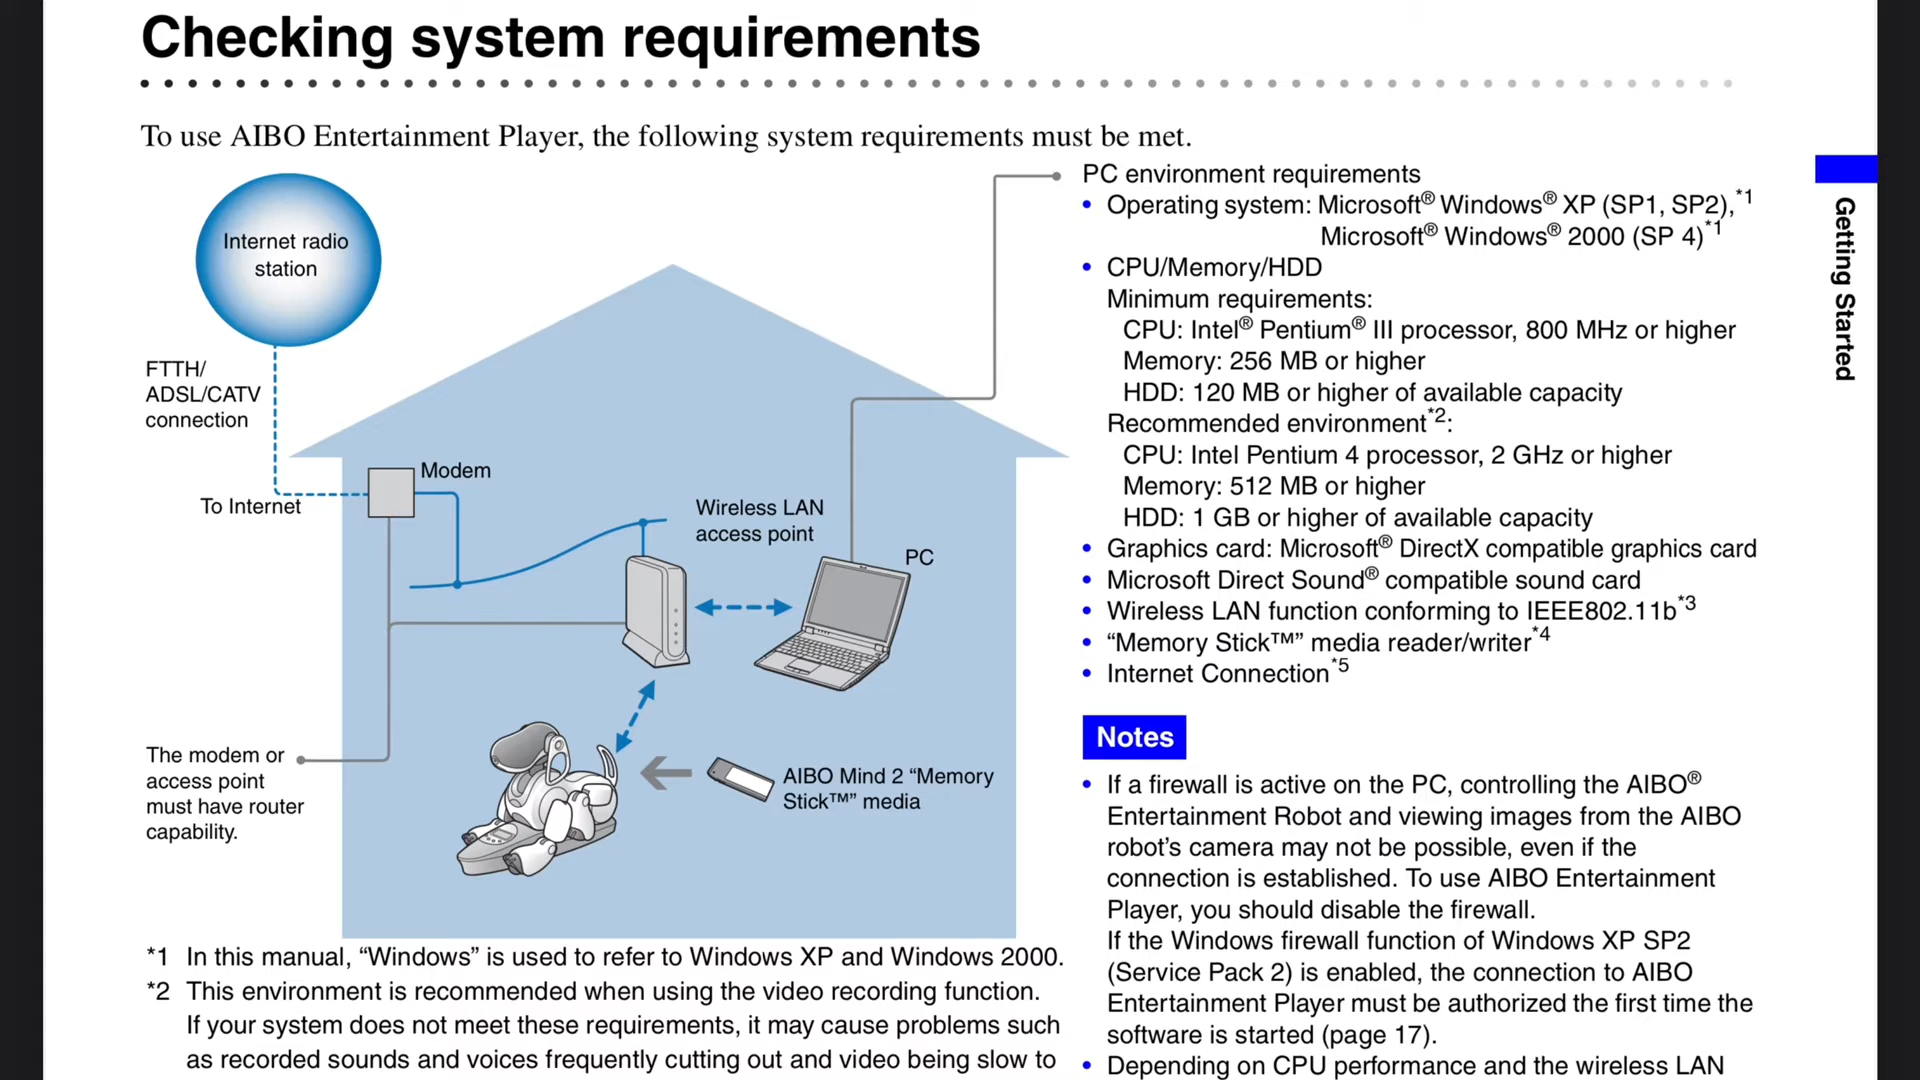 Checking system requirements
To use AIBO Entertainment Player, the following system requirements must be met.
Internet radio
station
FTTH/
ADSL/CATV
connection
To Internet
Modem
Wireless LAN
access point
PC
The modem or
access point
must have router
capability.
AIBO Mind 2 “Memory
Stick™” media
*1 In this manual, “Windows” is used to refer to Windows XP and Windows 2000.
*2 This environment is recommended when using the video recording function.
If your system does not meet these requirements, it may cause problems such
as recorded sounds and voices frequently cutting out and video being slow to
PC environment requirements
• Operating system: Microsoft® Windows® XP (SP1, SP2),*1
Microsoft® Windows® 2000 (SP 4)*1
• CPU/Memory/HDD
Minimum requirements:
CPU: Intel® Pentium® III processor, 800 MHz or higher
Memory: 256 MB or higher
HDD: 120 MB or higher of available capacity
Recommended environment*2:
CPU: Intel Pentium 4 processor, 2 GHz or higher
Memory: 512 MB or higher
HDD: 1 GB or higher of available capacity
• Graphics card: Microsoft® DirectX compatible graphics card
• Microsoft Direct Sound® compatible sound card
• Wireless LAN function conforming to IEEE802.11b*3
• “Memory Stick™” media reader/writer*4
• Internet Connection*5
Notes
• If a firewall is active on the PC, controlling the AIBO®
Entertainment Robot and viewing images from the AIBO
robot’s camera may not be possible, even if the
connection is established. To use AIBO Entertainment
Player, you should disable the firewall.
If the Windows firewall function of Windows XP SP2
(Service Pack 2) is enabled, the connection to AIBO
Entertainment Player must be authorized the first time the
software is started (page 17).
• Depending on CPU performance and the wireless LAN
Getting Started